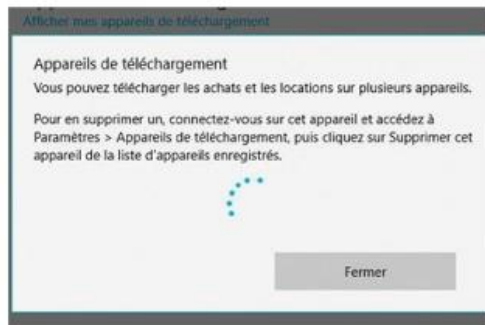 Afficher mes appareils de téléchargement
Appareils de téléchargement
Vous pouvez télécharger les achats et les locations sur plusieurs appareils.
Pour en supprimer un, connectez-vous sur cet appareil et accédez à
Paramètres > Appareils de téléchargement, puis cliquez sur Supprimer cet
appareil de la liste d'appareils enregistrés.
Fermer